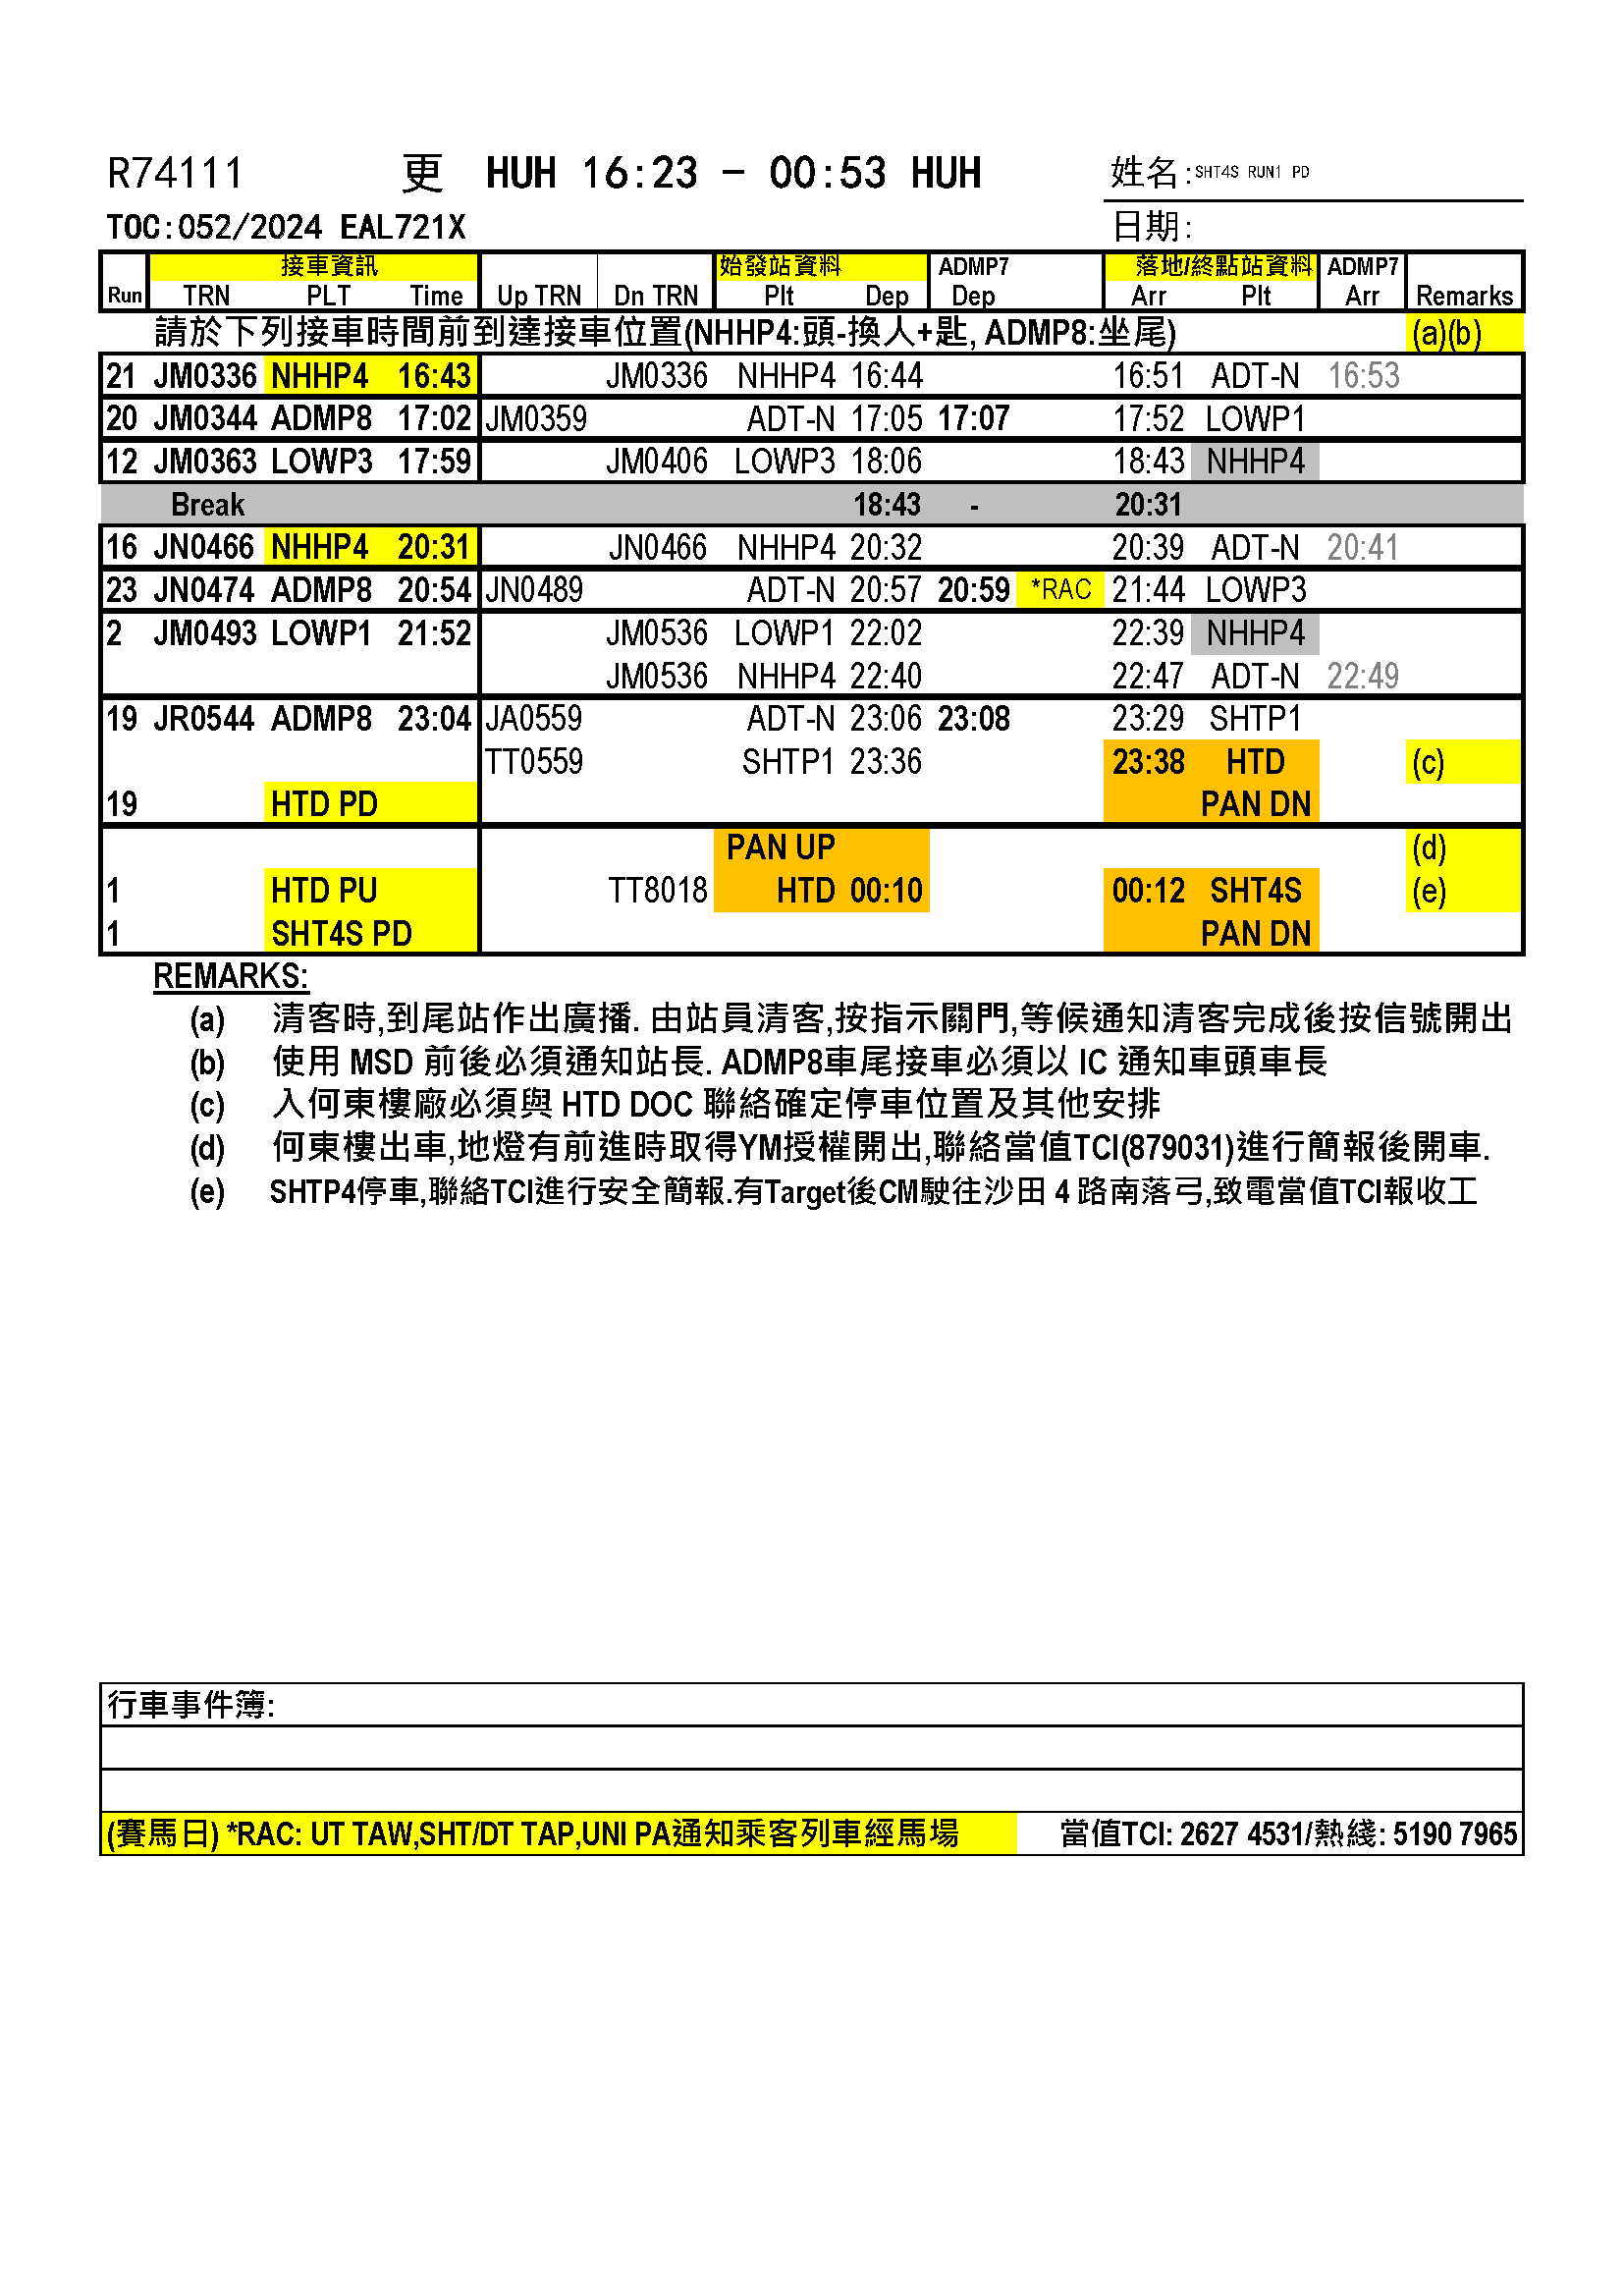 R74111 更 HUH 16:23 - 00:53 HUH 姓名:SHT4S RUN1 PD
TOC:052/2024 EAL721X 日期:
接車資訊 始發站資料 ADMP7 落地/終點站資料 ADMP7
Run TRN PLT Time Up TRN Dn TRN Plt Dep Dep Arr Plt Arr Remarks
請於下列接車時間前到達接車位置(NHHP4:頭-換人+匙, ADMP8:坐尾) (a)(b)
21 JM0336 NHHP4 16:43 JM0336 NHHP4 16:44 16:51 ADT-N 16:53
20 JM0344 ADMP8 17:02 JM0359 ADT-N 17:05 17:07 17:52 LOWP1
12 JM0363 LOWP3 17:59 JM0406 LOWP3 18:06 18:43 NHHP4
Break 18:43 - 20:31
16 JN0466 NHHP4 20:31 JN0466 NHHP4 20:32 20:39 ADT-N 20:41
23 JN0474 ADMP8 20:54 JN0489 ADT-N 20:57 20:59 *RAC 21:44 LOWP3
2 JM0493 LOWP1 21:52 JM0536 LOWP1 22:02 22:39 NHHP4
JM0536 NHHP4 22:40 22:47 ADT-N 22:49
19 JR0544 ADMP8 23:04 JA0559 ADT-N 23:06 23:08 23:29 SHTP1
TT0559 SHTP1 23:36 23:38 HTD (c)
19 HTD PD PAN DN
PAN UP (d)
1 HTD PU TT8018 HTD 00:10 00:12 SHT4S (e)
1 SHT4S PD PAN DN
REMARKS:
(a) 清客時,到尾站作出廣播. 由站員清客,按指示關門,等候通知清客完成後按信號開出
(b) 使用 MSD 前後必須通知站長. ADMP8車尾接車必須以 IC 通知車頭車長
(c) 入何東樓廠必須與 HTD DOC 聯絡確定停車位置及其他安排
(d) 何東樓出車,地燈有前進時取得YM授權開出,聯絡當值TCI(879031)進行簡報後開車.
(e) SHTP4停車,聯絡TCI進行安全簡報.有Target後CM駛往沙田 4 路南落弓,致電當值TCI報收工
行車事件簿:
(賽馬日) *RAC: UT TAW,SHT/DT TAP,UNI PA通知乘客列車經馬場 當值TCI: 2627 4531/熱綫: 5190 7965